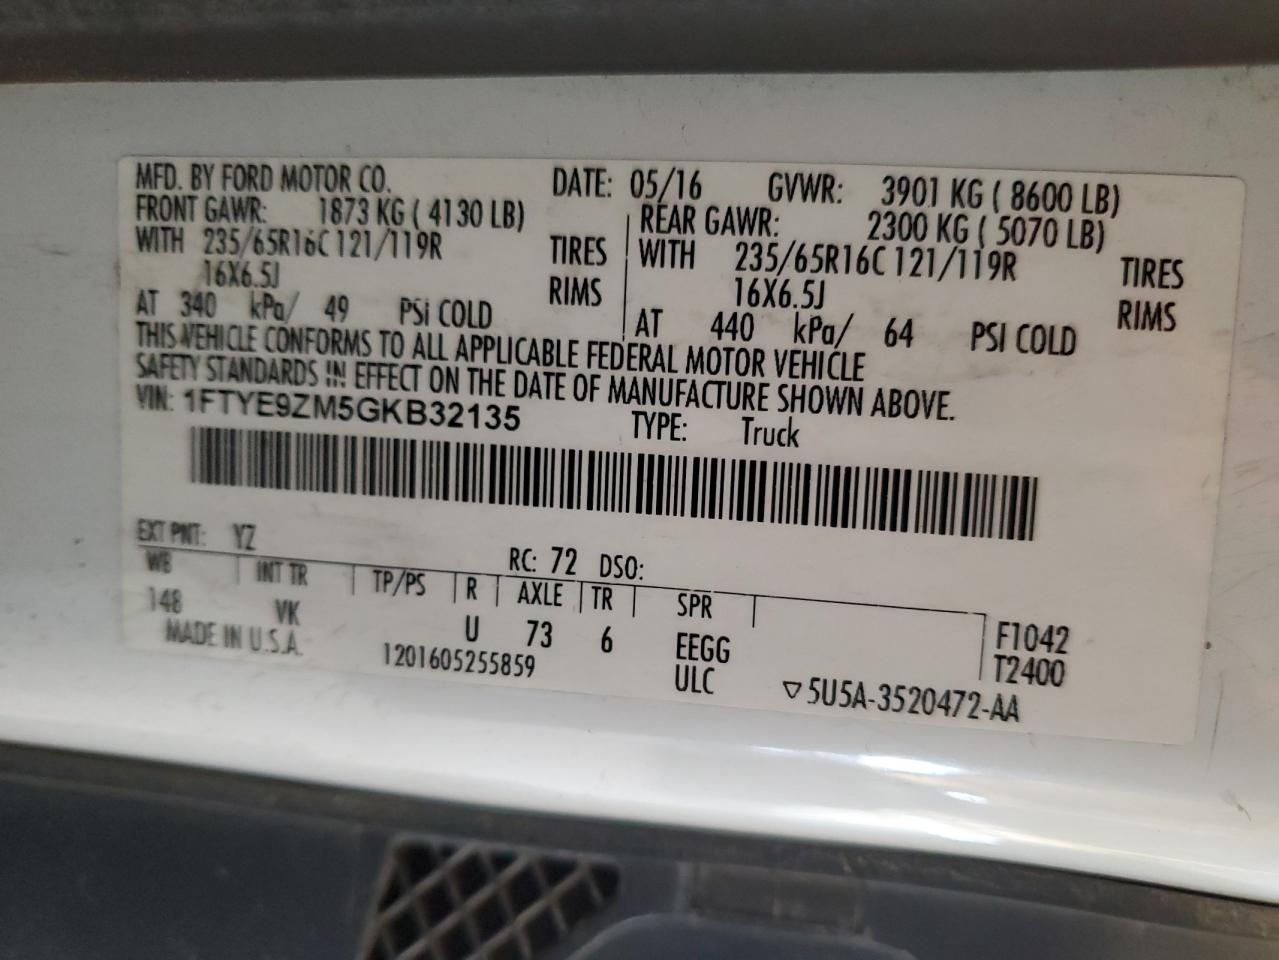 MFD. BY FORD MOTOR CO. DATE: 05/16 GVWR: 3901 KG ( 8600 LB)
FRONT GAWR: 1873 KG ( 4130 LB) REAR GAWR: 2300 KG ( 5070 LB)
WITH 235/65R16C 121/119R TIRES WITH 235/65R16C 121/119R TIRES
16X6.5J RIMS 16X6.5J RIMS
AT 340 kPa/ 49 PSi COLD AT 440 kPa/ 64 PSI COLD
THIS VEHICLE CONFORMS TO ALL APPLICABLE FEDERAL MOTOR VEHICLE
SAFETY STANDARDS IN EFFECT ON THE DATE OF MANUFACTURE SHOWN ABOVE.
VIN: 1FTYE9ZM5GKB32135 TYPE: Truck
EXT PNT: YZ RC: 72 DSO:
WB INT TR TP/PS R AXLE TR SPR
148 VK U 73 6 EEGG F1042
MADE IN U.S.A. 1201605255859 ULC T2400
▽5U5A-3520472-AA